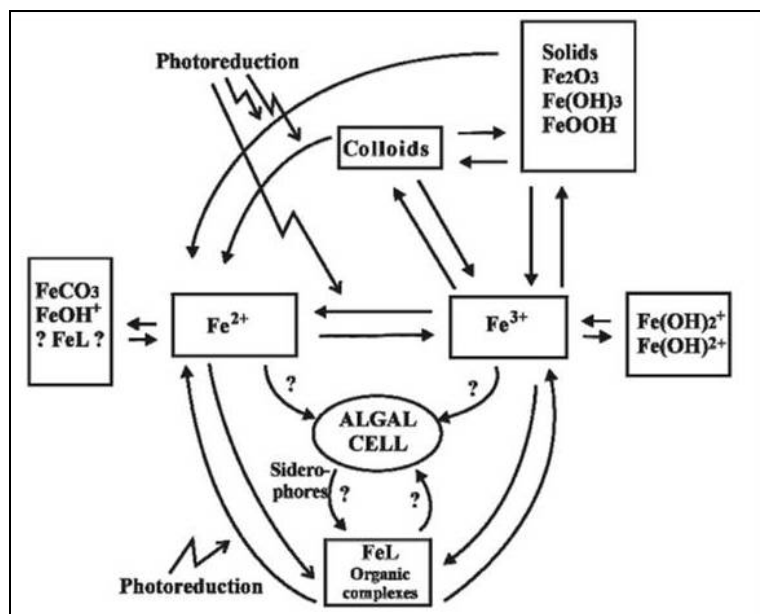 Photoreduction
Solids
Fe2O3
Fe(OH)3
FeOOH
Colloids
FeCO3
FeOH+
? FeL ?
Fe2+
Fe3+
Fe(OH)2+
Fe(OH)2+
?
?
ALGAL
CELL
Sidero-
phores
?
?
FeL
Organic
complexes
Photoreduction